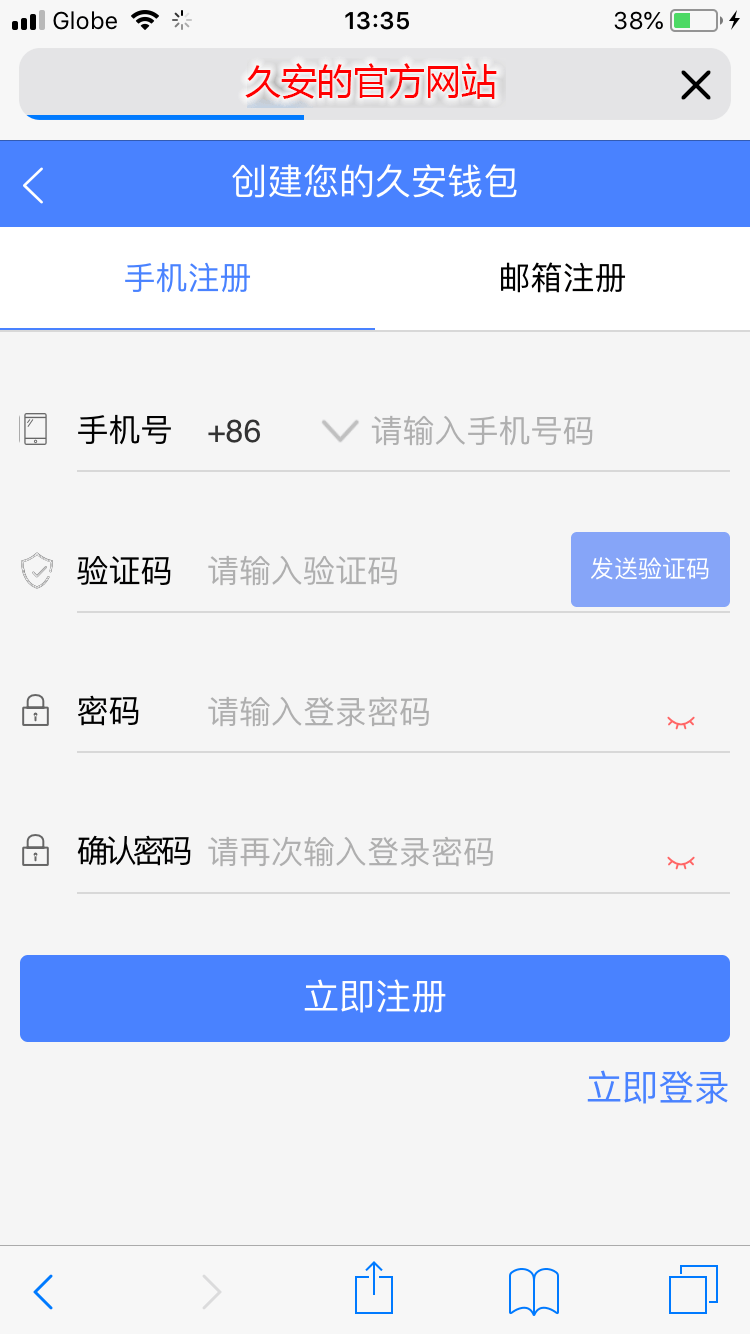 Globe 13:35 38%
久安的官方网站
创建您的久安钱包
手机注册 邮箱注册
手机号 +86 请输入手机号码
验证码 请输入验证码 发送验证码
密码 请输入登录密码
确认密码 请再次输入登录密码
立即注册
立即登录